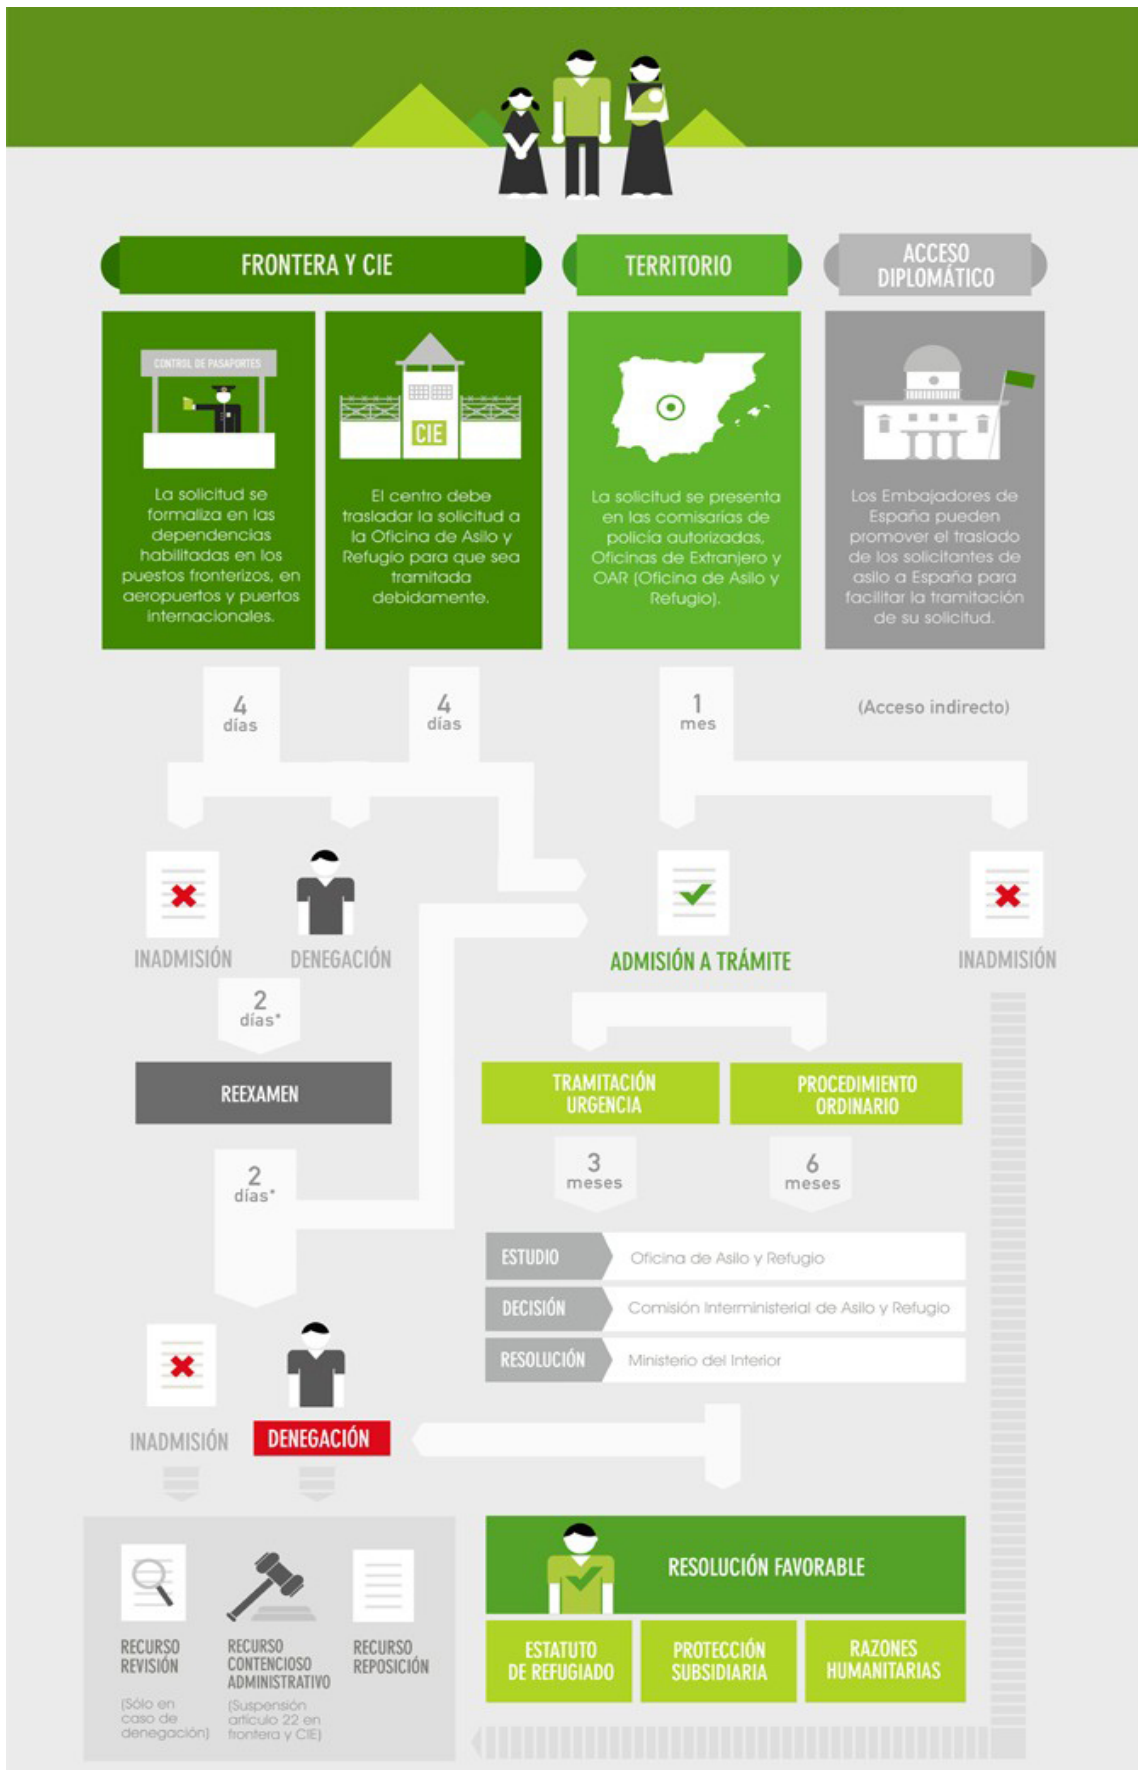 FRONTERA Y CIE
TERRITORIO
ACCESO
DIPLOMÁTICO
CONTROL DE PASAPORTES
La solicitud se
formaliza en las
dependencias
habilitadas en los
puestos fronterizos, en
aeropuertos y puertos
internacionales.
CIE
El centro debe
trasladar la solicitud a
la Oficina de Asilo y
Refugio para que sea
tramitada
debidamente.
La solicitud se presenta
en las comisarías de
policía autorizadas,
Oficinas de Extranjero y
OAR (Oficina de Asilo y
Refugio).
Los Embajadores de
España pueden
promover el traslado
de los solicitantes de
asilo a España para
facilitar la tramitación
de su solicitud.
4
días
4
días
1
mes
(Acceso indirecto)
INADMISIÓN
DENEGACIÓN
ADMISIÓN A TRÁMITE
INADMISIÓN
2
días*
REEXAMEN
TRAMITACIÓN
URGENCIA
PROCEDIMIENTO
ORDINARIO
2
días*
3
meses
6
meses
ESTUDIO
Oficina de Asilo y Refugio
DECISIÓN
Comisión Interministerial de Asilo y Refugio
RESOLUCIÓN
Ministerio del Interior
INADMISIÓN
DENEGACIÓN
RECURSO
REVISIÓN
(Sólo en
caso de
denegación)
RECURSO
CONTENCIOSO
ADMINISTRATIVO
(Suspensión
artículo 22 en
frontera y CIE)
RECURSO
REPOSICIÓN
RESOLUCIÓN FAVORABLE
ESTATUTO
DE REFUGIADO
PROTECCIÓN
SUBSIDIARIA
RAZONES
HUMANITARIAS